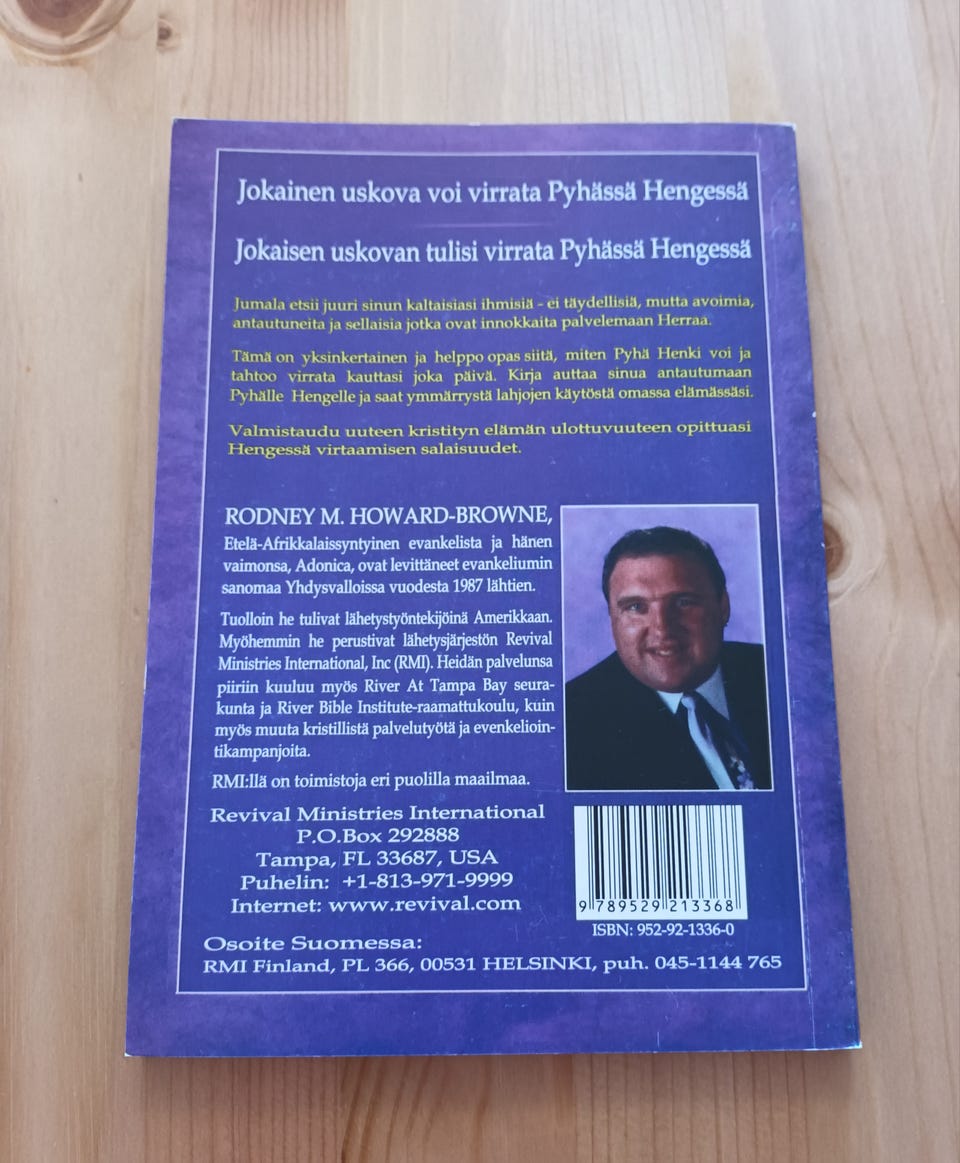 Jokainen uskova voi virrata Pyhässä Hengessä
Jokaisen uskovan tulisi virrata Pyhässä Hengessä
Jumala etsii juuri sinun kaltaisiasi ihmisiä - ei täydellisiä, mutta avoimia,
antautuneita ja sellaisia jotka ovat innokkaita palvelemaan Herraa.
Tämä on yksinkertainen ja helppo opas siitä, miten Pyhä Henki voi ja
tahtoo virrata kauttasi joka päivä. Kirja auttaa sinua antautumaan
Pyhälle Hengelle ja saat ymmärrystä lahjojen käytöstä omassa elämässäsi.
Valmistaudu uuteen kristityn elämän ulottuvuuteen opittuasi
Hengessä virtaamisen salaisuudet.
RODNEY M. HOWARD-BROWNE,
Etelä-Afrikkalaissyntyinen evankelista ja hänen
vaimonsa, Adonica, ovat levittäneet evankeliumin
sanomaa Yhdysvalloissa vuodesta 1987 lähtien.
Tuolloin he tulivat lähetystyöntekijöinä Amerikkaan.
Myöhemmin he perustivat lähetysjärjestön Revival
Ministries International, Inc (RMI). Heidän palvelunsa
piiriin kuuluu myös River At Tampa Bay seura-
kunta ja River Bible Institute-raamattukoulu, kuin
myös muuta kristillistä palvelutyötä ja evenkelioin-
tikampanjoita.
RMI:llä on toimistoja eri puolilla maailmaa.
Revival Ministries International
P.O.Box 292888
Tampa, FL 33687, USA
Puhelin: +1-813-971-9999
Internet: www.revival.com
9 789529 213368
ISBN: 952-92-1336-0
Osoite Suomessa:
RMI Finland, PL 366, 00531 HELSINKI, puh. 045-1144 765